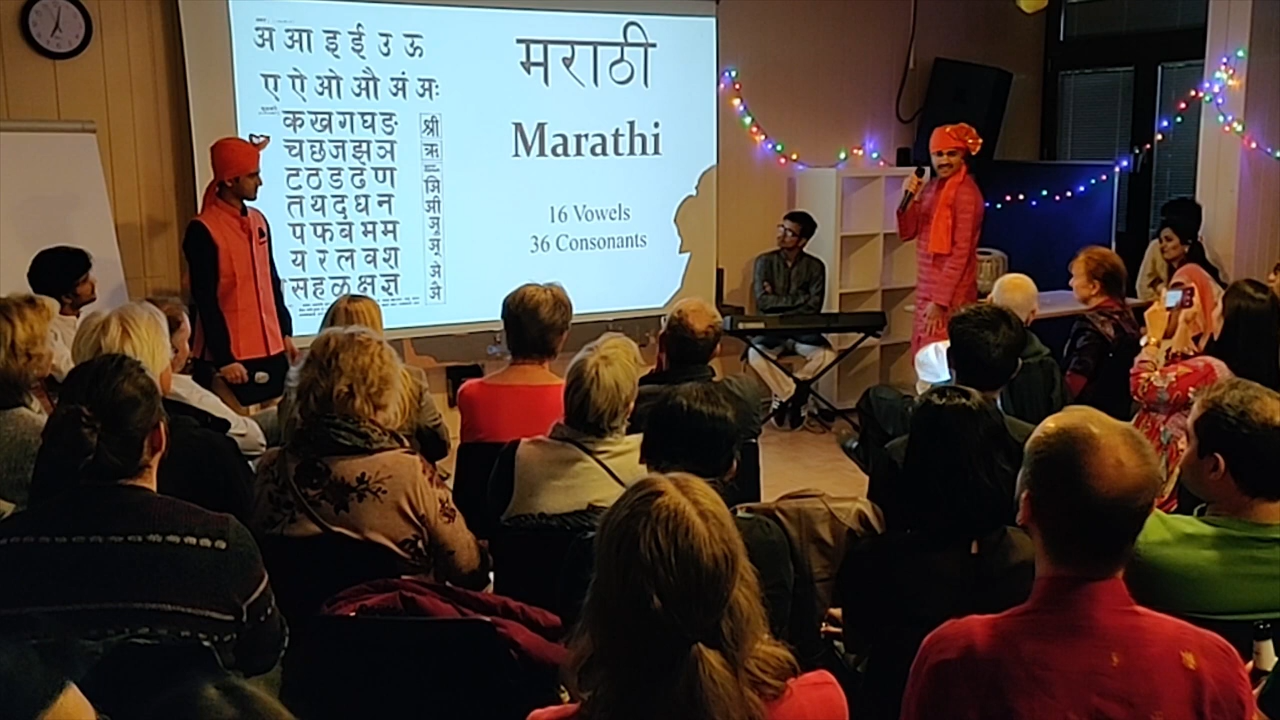 अ आ इ ई उ ऊ
ए ऐ ओ औ अं अः
क ख ग घ ङ
च छ ज झ ञ
ट ठ ड ढ ण
त थ द ध न
प फ ब भ म
य र ल व श
स ह ळ क्ष ज्ञ
श्री
ऋ
मराठी
Marathi
16 Vowels
36 Consonants